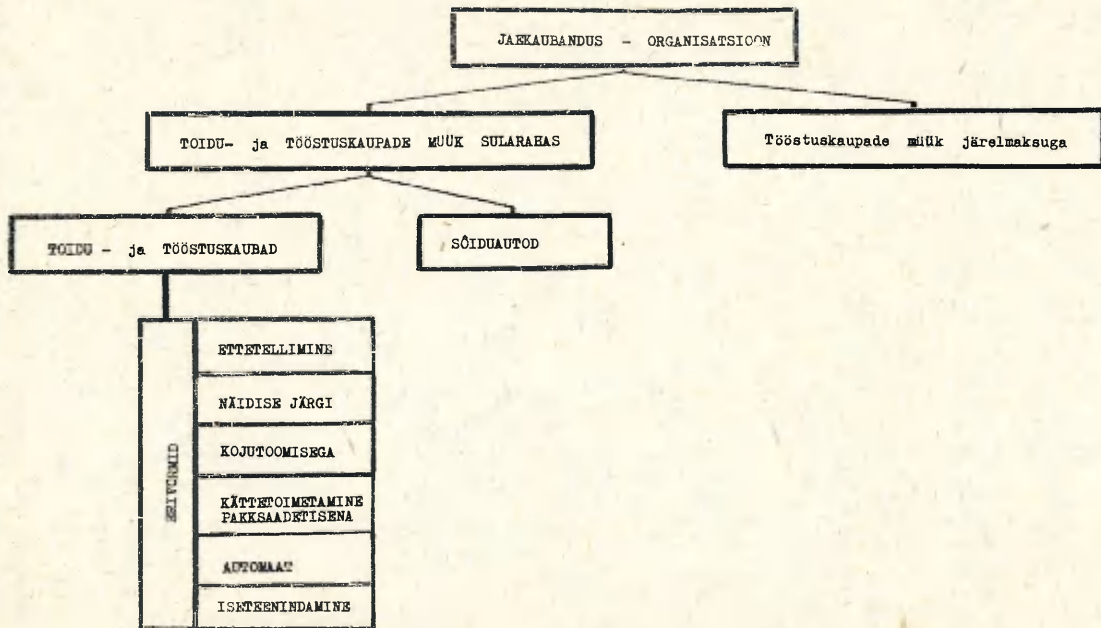 JAEKAUBANDUS - ORGANISATSIOON
TOIDU- ja TÖÖSTUSKAUPADE MÜÜK SULARAHAS
Tööstuskaupade müük järelmaksuga
TOIDU - ja TÖÖSTUSKAUBAD
SÕIDUAUTOD
ERIVORMID
ETTETELLIMINE
NÄIDISE JÄRGI
KOJUTOOMISEGA
KÄTTETOIMETAMINE
PAKKSAADETISENA
AUTOMAAT
ISETEENINDAMINE